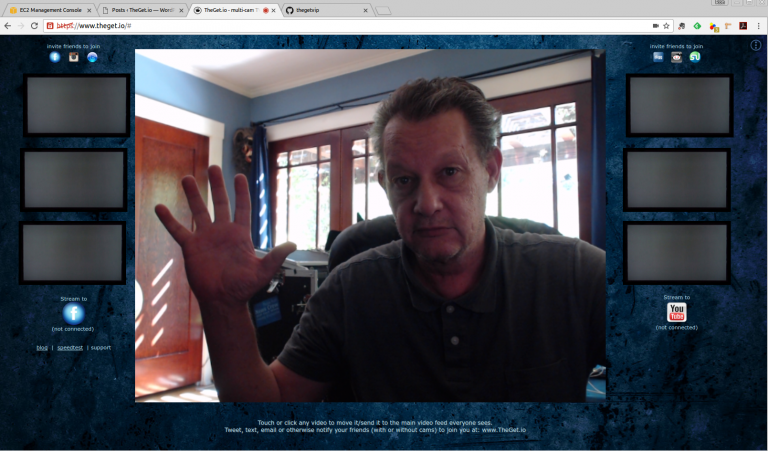 EC2 Management Console
Posts ‹ TheGet.io — Word
TheGet.io - multi-cam
thegetvip
https://www.theget.io/#
invite friends to join
invite friends to join
Stream to
f
(not connected)
Stream to
You
Tube
(not connected)
blog | speedtest | support
Touch or click any video to move it/send it to the main video feed everyone sees.
Tweet, text, email or otherwise notify your friends (with or without cams) to join you at: www.TheGet.io